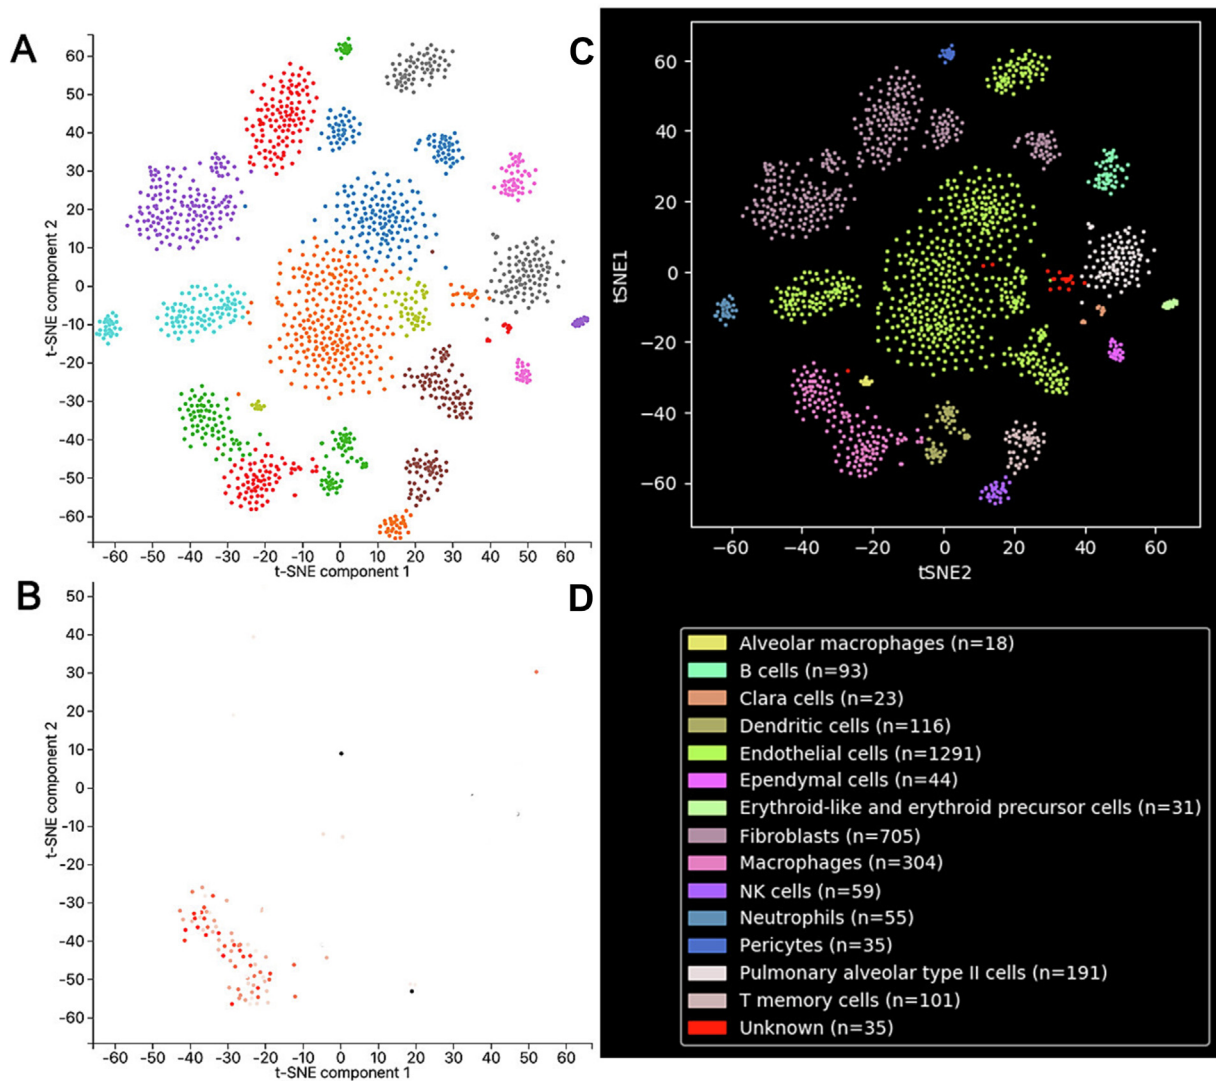 A
60
50
40
30
20
10
0
-10
-20
-30
-40
-50
-60
t-SNE component 2
-60 -50 -40 -30 -20 -10 0 10 20 30 40 50 60
t-SNE component 1
B
50
40
30
20
10
0
-10
-20
-30
-40
-50
-60
t-SNE component 2
-60 -50 -40 -30 -20 -10 0 10 20 30 40 50 60
t-SNE component 1
C
60
40
20
0
−20
−40
−60
tSNE1
−60 −40 −20 0 20 40 60
tSNE2
D
Alveolar macrophages (n=18)
B cells (n=93)
Clara cells (n=23)
Dendritic cells (n=116)
Endothelial cells (n=1291)
Ependymal cells (n=44)
Erythroid-like and erythroid precursor cells (n=31)
Fibroblasts (n=705)
Macrophages (n=304)
NK cells (n=59)
Neutrophils (n=55)
Pericytes (n=35)
Pulmonary alveolar type II cells (n=191)
T memory cells (n=101)
Unknown (n=35)